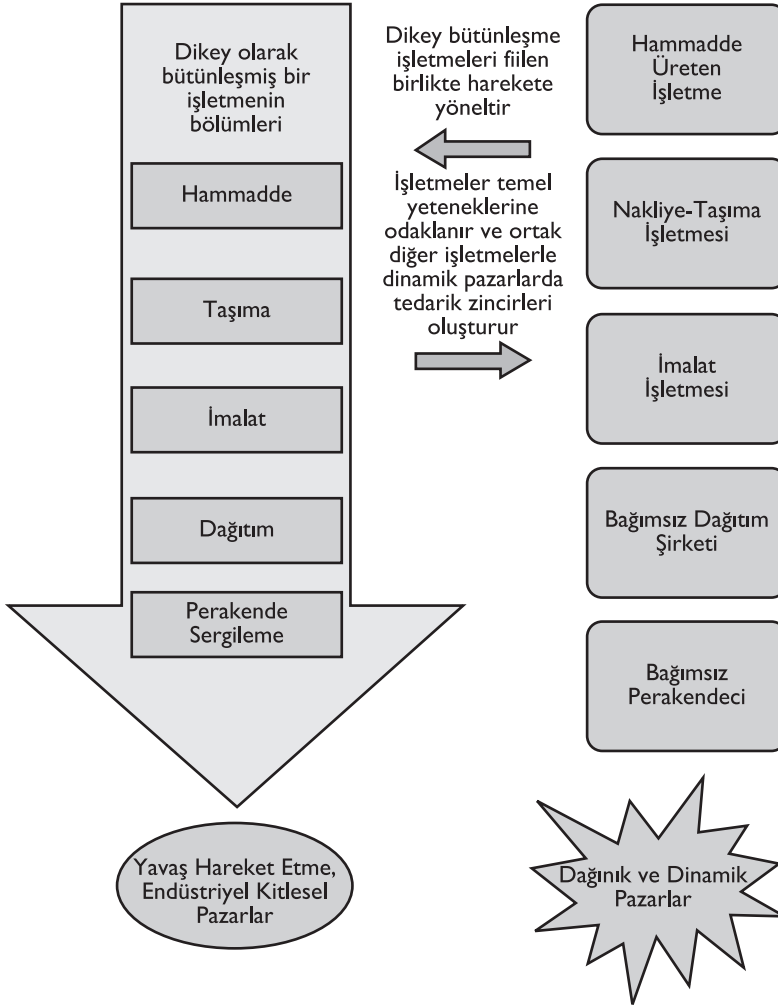 Dikey olarak
bütünleşmiş bir
işletmenin
bölümleri
Hammadde
Taşıma
İmalat
Dağıtım
Perakende
Sergileme
Yavaş Hareket Etme,
Endüstriyel Kitlesel
Pazarlar
Dikey bütünleşme
işletmeleri fiilen
birlikte harekete
yöneltir
İşletmeler temel
yeteneklerine
odaklanır ve ortak
diğer işletmelerle
dinamik pazarlarda
tedarik zincirleri
oluşturur
Hammadde
Üreten
İşletme
Nakliye-Taşıma
İşletmesi
İmalat
İşletmesi
Bağımsız Dağıtım
Şirketi
Bağımsız
Perakendeci
Dağınık ve Dinamik
Pazarlar